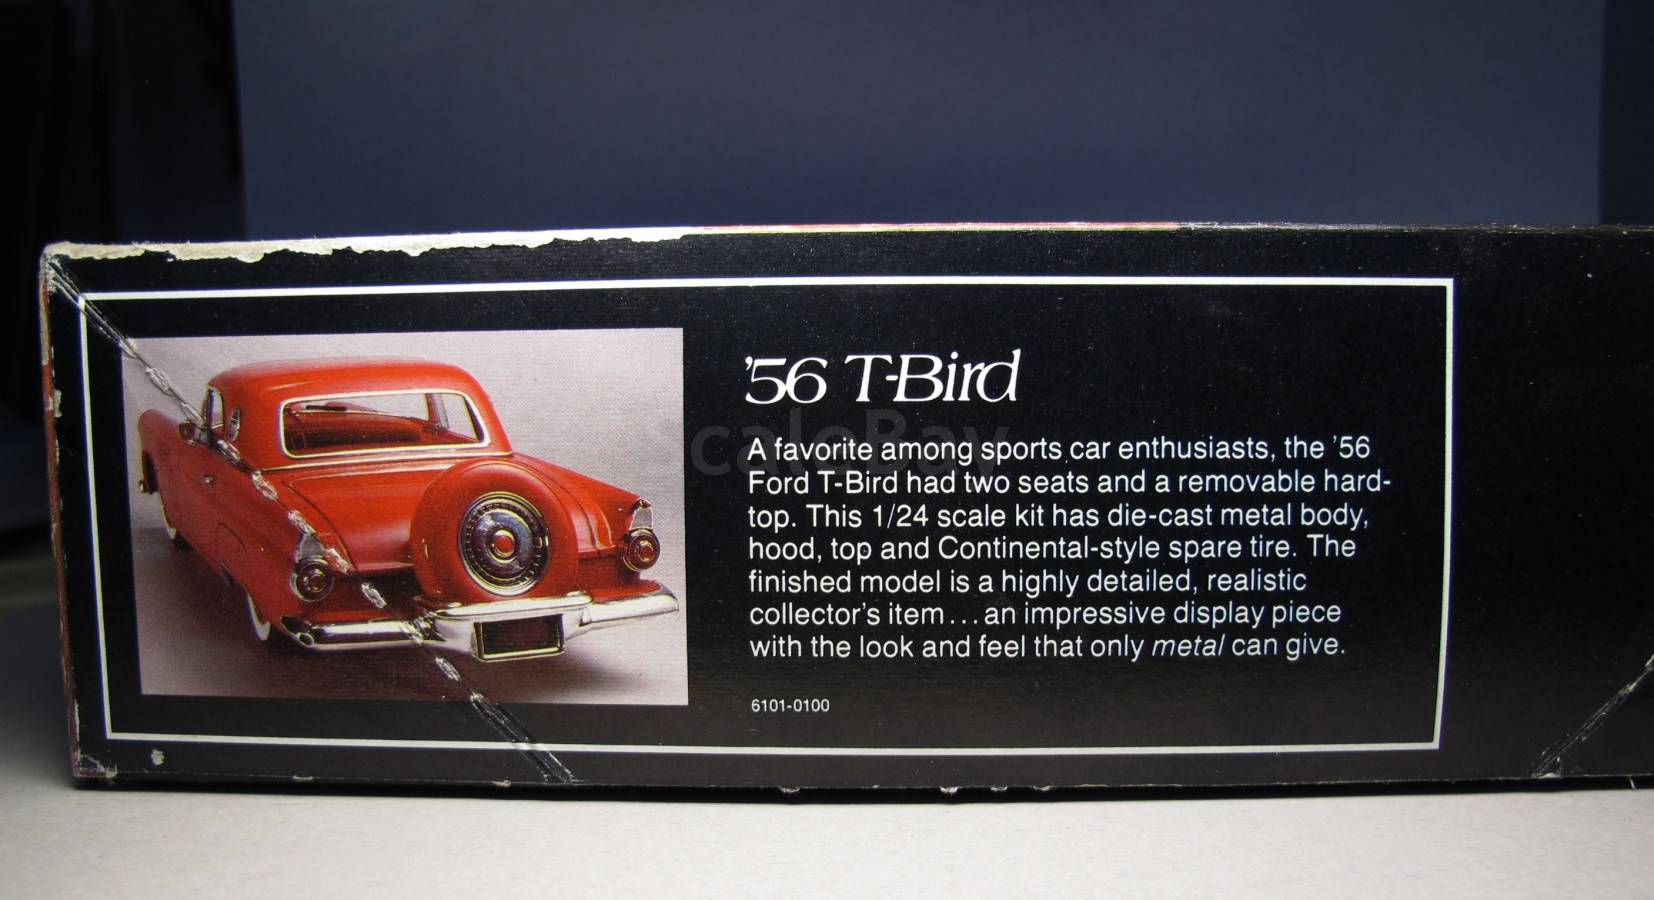 '56 T-Bird
A favorite among sports car enthusiasts, the '56
Ford T-Bird had two seats and a removable hard-
top. This 1/24 scale kit has die-cast metal body,
hood, top and Continental-style spare tire. The
finished model is a highly detailed, realistic
collector's item...an impressive display piece
with the look and feel that only metal can give.
6101-0100